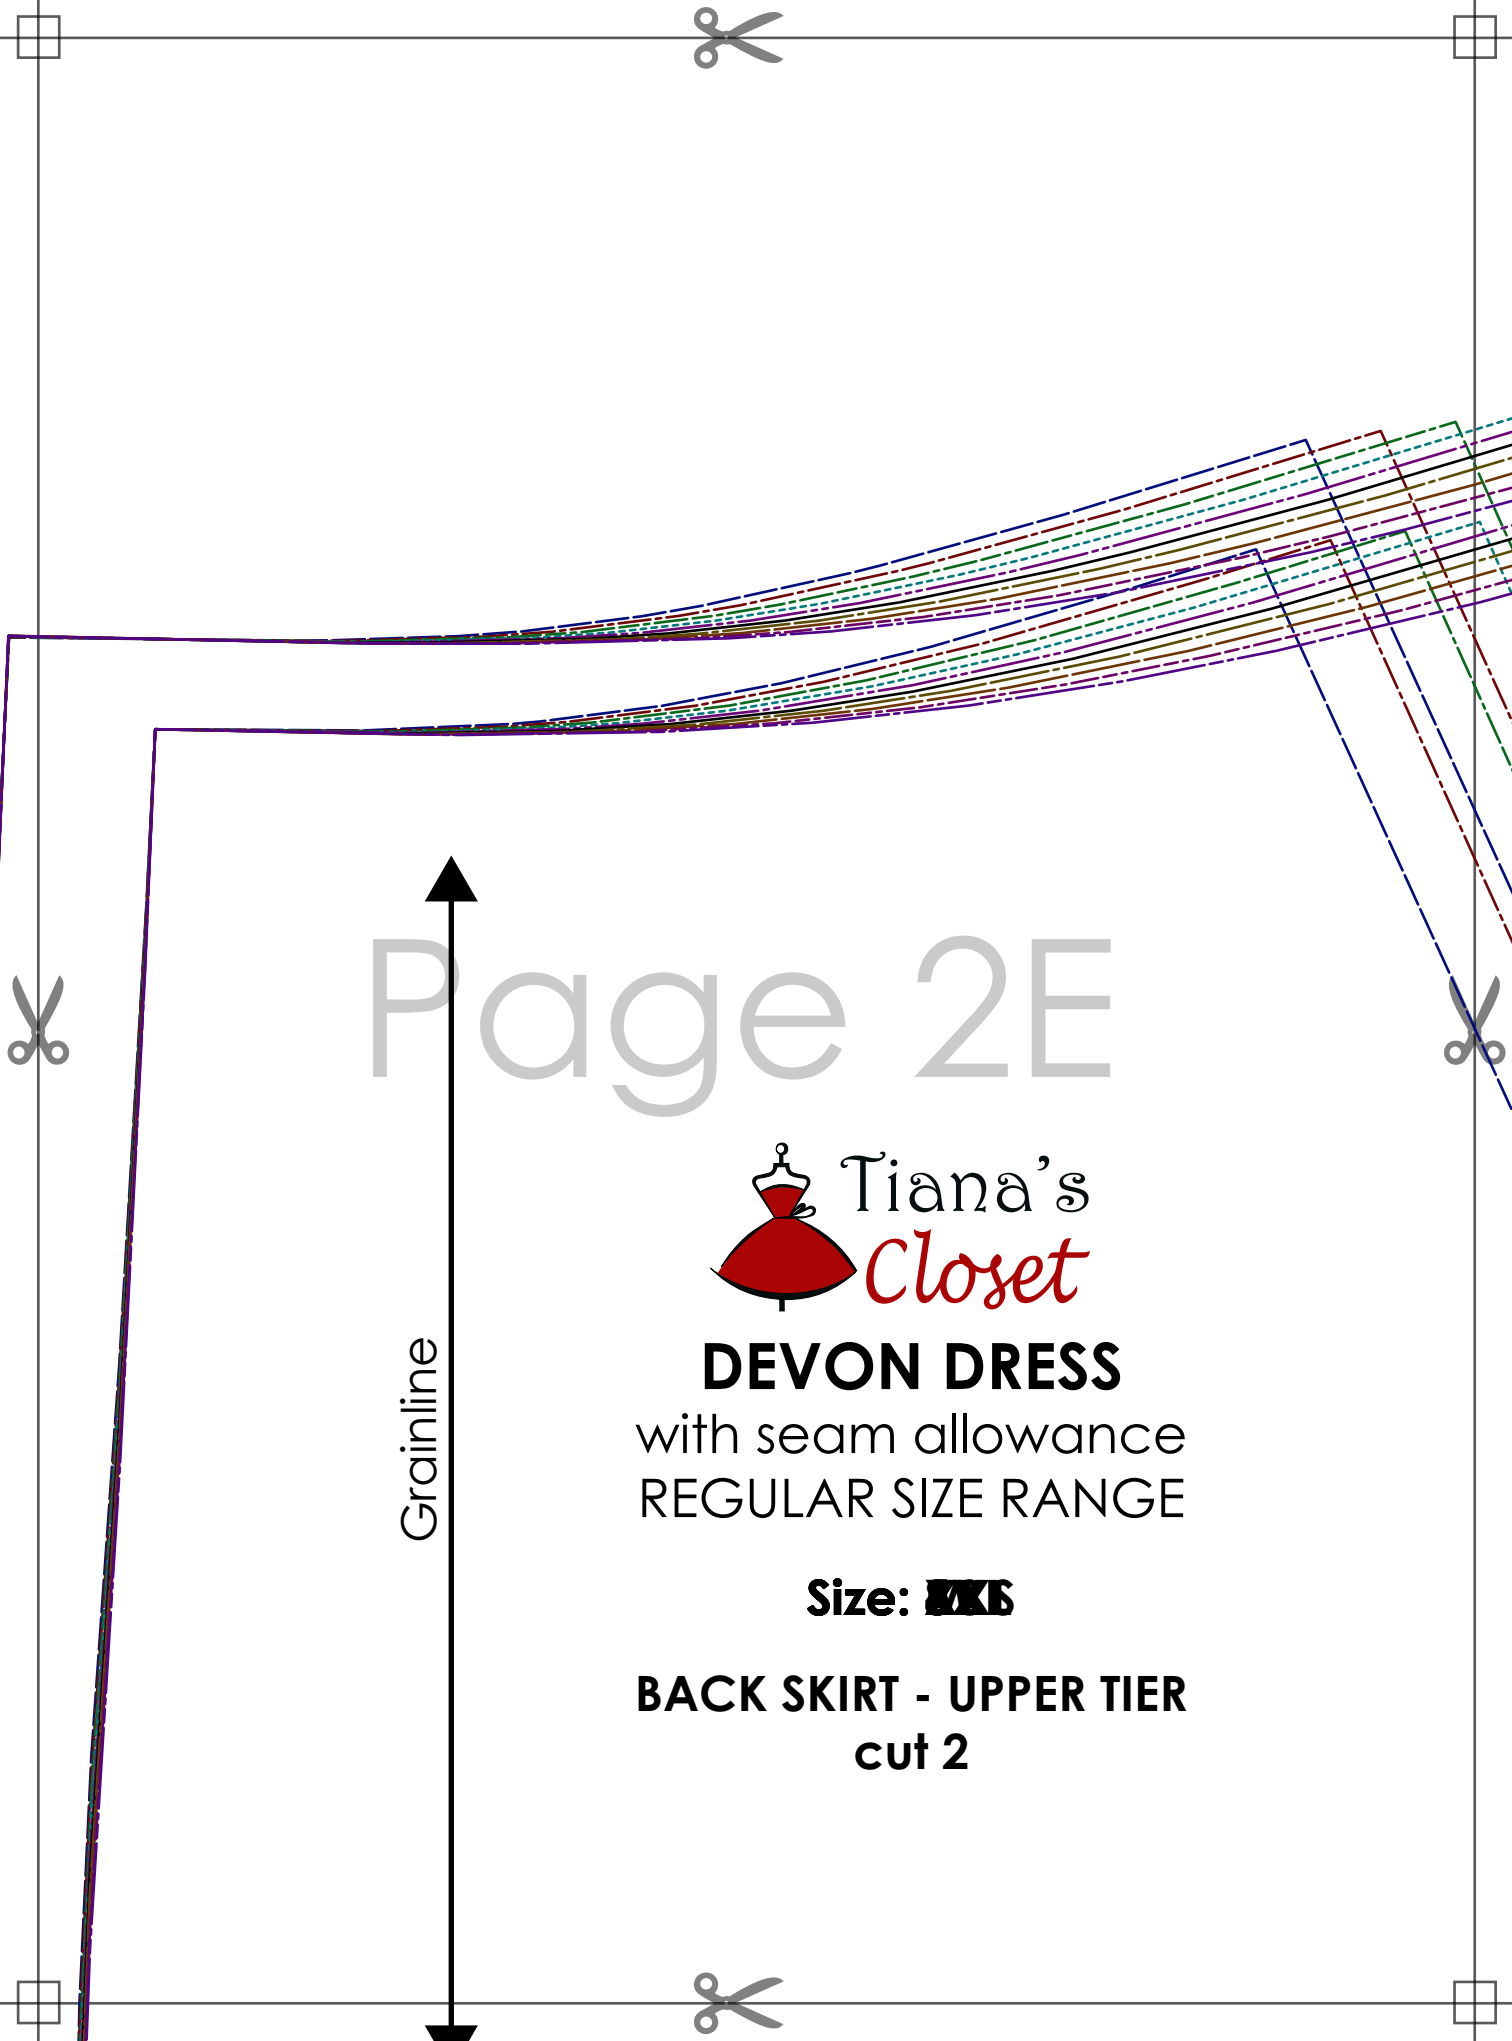 Page 2E
Tiana's
Closet
DEVON DRESS
with seam allowance
REGULAR SIZE RANGE
Grainline
Size:
BACK SKIRT - UPPER TIER
cut 2